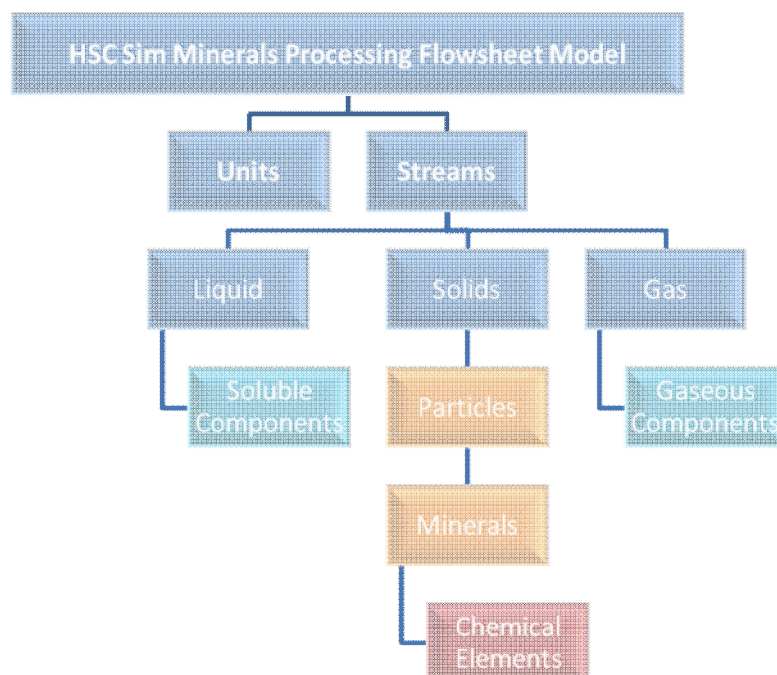 HSC Sim Minerals Processing Flowsheet Model
Units
Streams
Liquid
Solids
Gas
Soluble
Components
Particles
Gaseous
Components
Minerals
Chemical
Elements